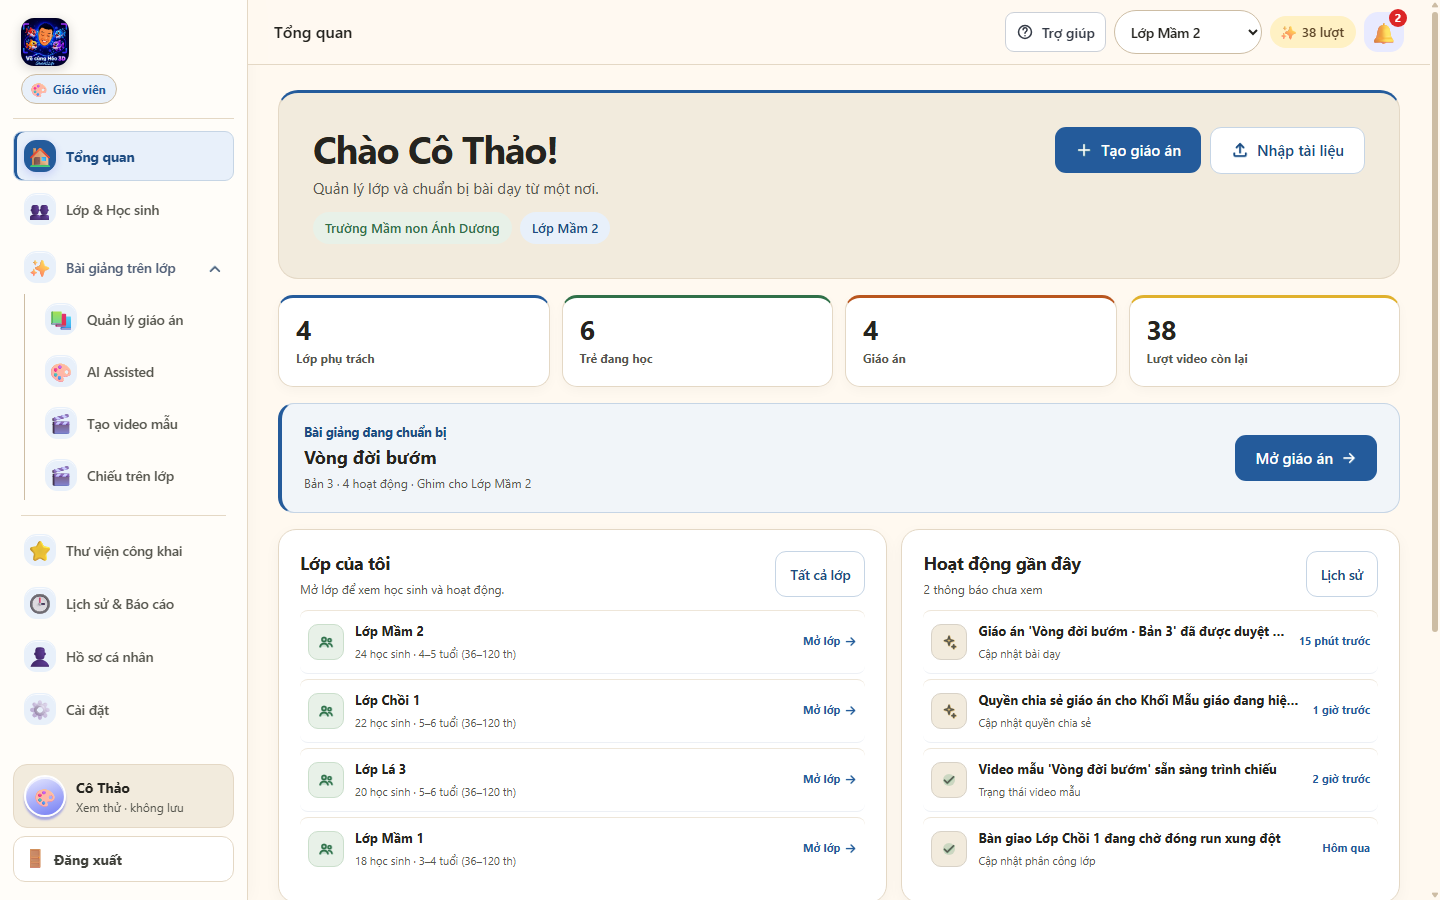 Giáo viên
Tổng quan
Lớp & Học sinh
Bài giảng trên lớp
Quản lý giáo án
AI Assisted
Tạo video mẫu
Chiếu trên lớp
Thư viện công khai
Lịch sử & Báo cáo
Hồ sơ cá nhân
Cài đặt
Cô Thảo
Xem thử · không lưu
Đăng xuất
Tổng quan
Trợ giúp
Lớp Mầm 2
38 lượt
2
Chào Cô Thảo!
Quản lý lớp và chuẩn bị bài dạy từ một nơi.
Trường Mầm non Ánh Dương
Lớp Mầm 2
Tạo giáo án
Nhập tài liệu
4
Lớp phụ trách
6
Trẻ đang học
4
Giáo án
38
Lượt video còn lại
Bài giảng đang chuẩn bị
Vòng đời bướm
Bản 3 · 4 hoạt động · Ghim cho Lớp Mầm 2
Mở giáo án →
Lớp của tôi
Mở lớp để xem học sinh và hoạt động.
Tất cả lớp
Lớp Mầm 2
24 học sinh · 4–5 tuổi (36–120 th)
Mở lớp →
Lớp Chồi 1
22 học sinh · 5–6 tuổi (36–120 th)
Mở lớp →
Lớp Lá 3
20 học sinh · 5–6 tuổi (36–120 th)
Mở lớp →
Lớp Mầm 1
18 học sinh · 3–4 tuổi (36–120 th)
Mở lớp →
Hoạt động gần đây
2 thông báo chưa xem
Lịch sử
Giáo án 'Vòng đời bướm · Bản 3' đã được duyệt ...
15 phút trước
Cập nhật bài dạy
Quyền chia sẻ giáo án cho Khối Mẫu giáo đang hiệ...
1 giờ trước
Cập nhật quyền chia sẻ
Video mẫu 'Vòng đời bướm' sẵn sàng trình chiếu
2 giờ trước
Trạng thái video mẫu
Bàn giao Lớp Chồi 1 đang chờ đóng run xung đột
Hôm qua
Cập nhật phân công lớp